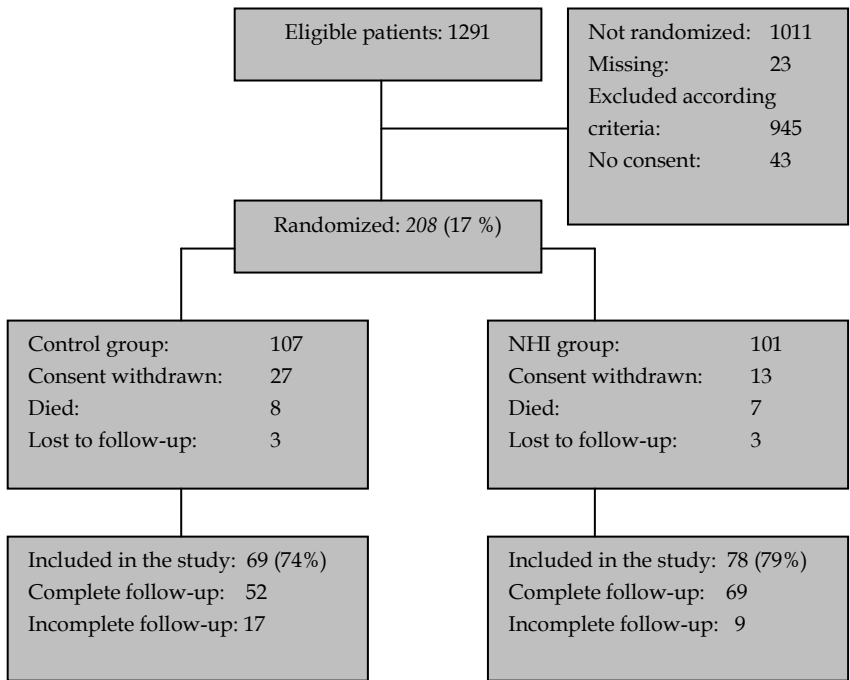 Eligible patients: 1291
Not randomized: 1011
Missing: 23
Excluded according
criteria: 945
No consent: 43
Randomized: 208 (17 %)
Control group: 107
Consent withdrawn: 27
Died: 8
Lost to follow-up: 3
NHI group: 101
Consent withdrawn: 13
Died: 7
Lost to follow-up: 3
Included in the study: 69 (74%)
Complete follow-up: 52
Incomplete follow-up: 17
Included in the study: 78 (79%)
Complete follow-up: 69
Incomplete follow-up: 9